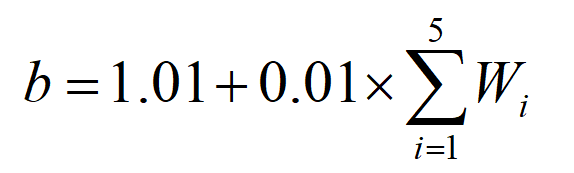 b = 1.01 + 0.01 × ∑_{i=1}^{5} W_i